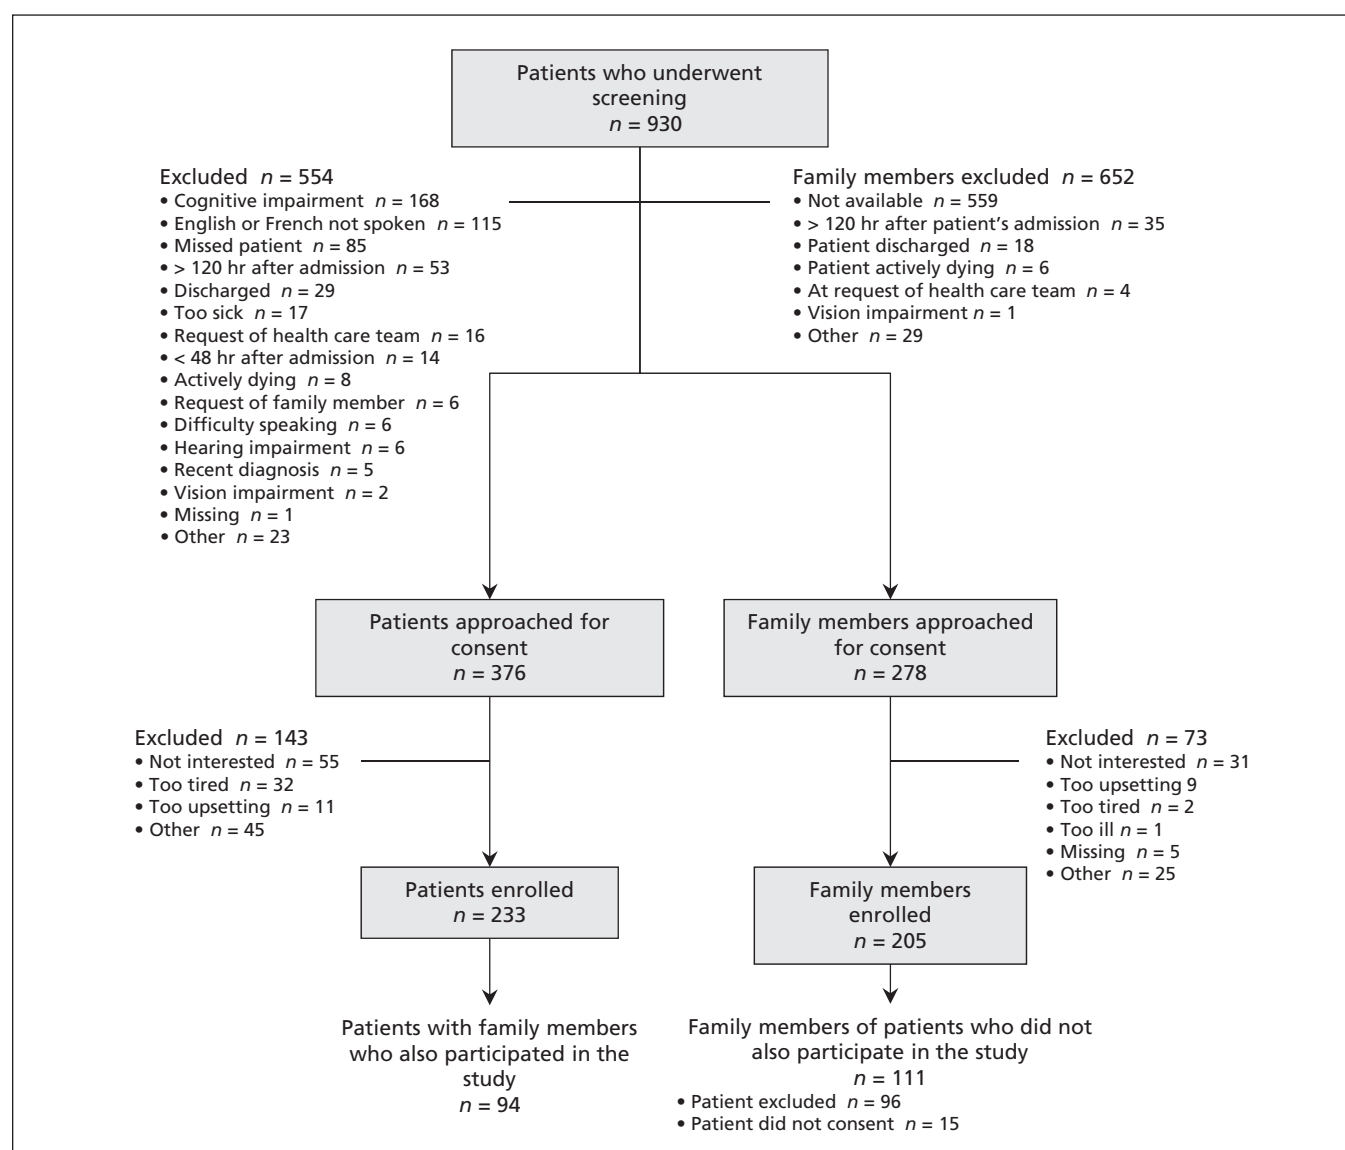 Patients who underwent
screening
n = 930
Excluded n = 554
• Cognitive impairment n = 168
• English or French not spoken n = 115
• Missed patient n = 85
• > 120 hr after admission n = 53
• Discharged n = 29
• Too sick n = 17
• Request of health care team n = 16
• < 48 hr after admission n = 14
• Actively dying n = 8
• Request of family member n = 6
• Difficulty speaking n = 6
• Hearing impairment n = 6
• Recent diagnosis n = 5
• Vision impairment n = 2
• Missing n = 1
• Other n = 23
Family members excluded n = 652
• Not available n = 559
• > 120 hr after patient’s admission n = 35
• Patient discharged n = 18
• Patient actively dying n = 6
• At request of health care team n = 4
• Vision impairment n = 1
• Other n = 29
Patients approached for
consent
n = 376
Family members approached
for consent
n = 278
Excluded n = 143
• Not interested n = 55
• Too tired n = 32
• Too upsetting n = 11
• Other n = 45
Excluded n = 73
• Not interested n = 31
• Too upsetting 9
• Too tired n = 2
• Too ill n = 1
• Missing n = 5
• Other n = 25
Patients enrolled
n = 233
Family members
enrolled
n = 205
Patients with family members
who also participated in the
study
n = 94
Family members of patients who did not
also participate in the study
n = 111
• Patient excluded n = 96
• Patient did not consent n = 15